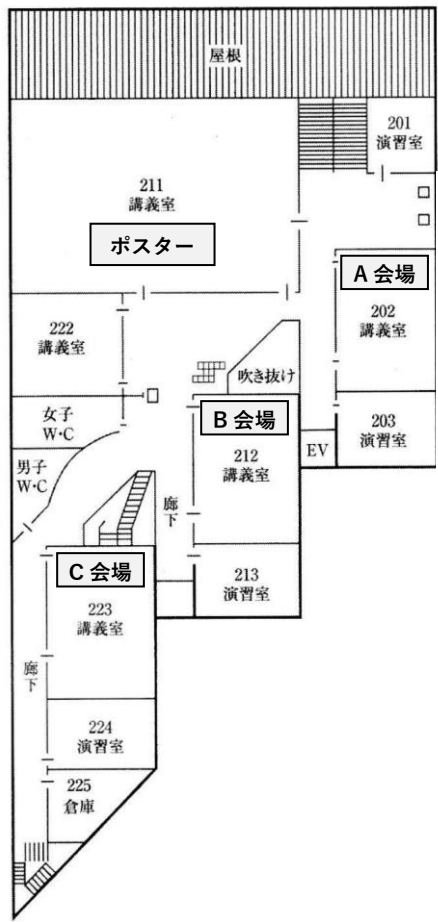 屋根
201
演習室
211
講義室
ポスター
A 会場
202
講義室
222
講義室
吹き抜け
女子
W・C
B 会場
203
演習室
男子
W・C
212
講義室
EV
廊下
C 会場
213
演習室
223
講義室
廊下
224
演習室
225
倉庫